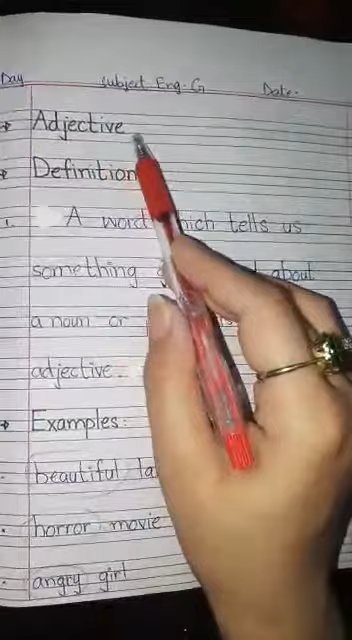 Day Subject Eng. G Date.
→ Adjective
→ Definition
1. A word which tells us
something about
a noun or
adjective.
→ Examples:
beautiful
horror movie
angry girl